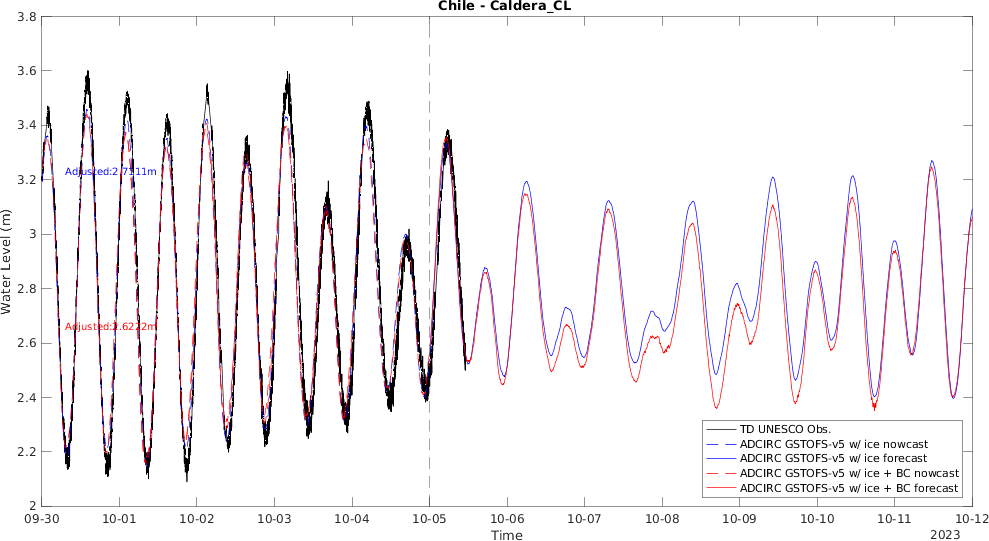 Chile - Caldera_CL
3.8
3.6
3.4
3.2
3
2.8
2.6
2.4
2.2
2
Water Level (m)
Adjusted:2.7111m
Adjusted:2.6272m
TD UNESCO Obs.
ADCIRC GSTOFS-v5 w/ ice nowcast
ADCIRC GSTOFS-v5 w/ ice forecast
ADCIRC GSTOFS-v5 w/ ice + BC nowcast
ADCIRC GSTOFS-v5 w/ ice + BC forecast
09-30 10-01 10-02 10-03 10-04 10-05 10-06 10-07 10-08 10-09 10-10 10-11 10-12
Time
2023